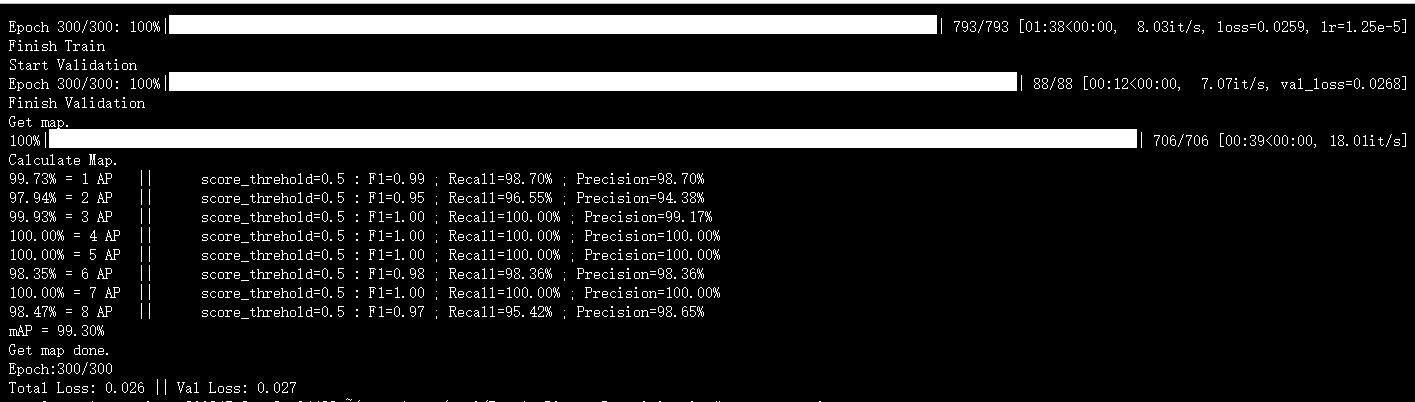 Epoch 300/300: 100%| | 793/793 [01:38<00:00, 8.03it/s, loss=0.0259, lr=1.25e-5]
Finish Train
Start Validation
Epoch 300/300: 100%| | 88/88 [00:12<00:00, 7.07it/s, val_loss=0.0268]
Finish Validation
Get map.
100%| | 706/706 [00:39<00:00, 18.01it/s]
Calculate Map.
99.73% = 1 AP || score_threhold=0.5 : F1=0.99 ; Recall=98.70% ; Precision=98.70%
97.94% = 2 AP || score_threhold=0.5 : F1=0.95 ; Recall=96.55% ; Precision=94.38%
99.93% = 3 AP || score_threhold=0.5 : F1=1.00 ; Recall=100.00% ; Precision=99.17%
100.00% = 4 AP || score_threhold=0.5 : F1=1.00 ; Recall=100.00% ; Precision=100.00%
100.00% = 5 AP || score_threhold=0.5 : F1=1.00 ; Recall=100.00% ; Precision=100.00%
98.35% = 6 AP || score_threhold=0.5 : F1=0.98 ; Recall=98.36% ; Precision=98.36%
100.00% = 7 AP || score_threhold=0.5 : F1=1.00 ; Recall=100.00% ; Precision=100.00%
98.47% = 8 AP || score_threhold=0.5 : F1=0.97 ; Recall=95.42% ; Precision=98.65%
mAP = 99.30%
Get map done.
Epoch:300/300
Total Loss: 0.026 || Val Loss: 0.027